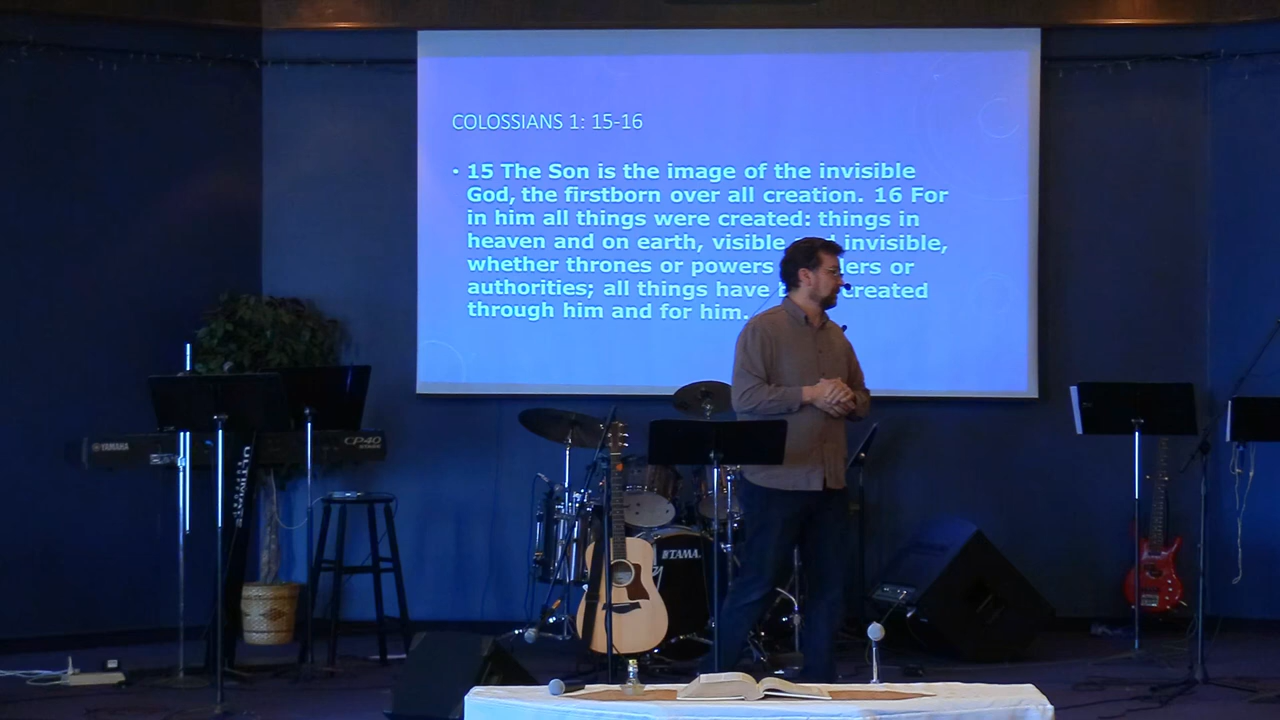 COLOSSIANS 1: 15-16
• 15 The Son is the image of the invisible
God, the firstborn over all creation. 16 For
in him all things were created: things in
heaven and on earth, visible invisible,
whether thrones or powers or
authorities; all things have created
through him and for him.
YAMAHA
CP40
ULTIMATE
TAMA